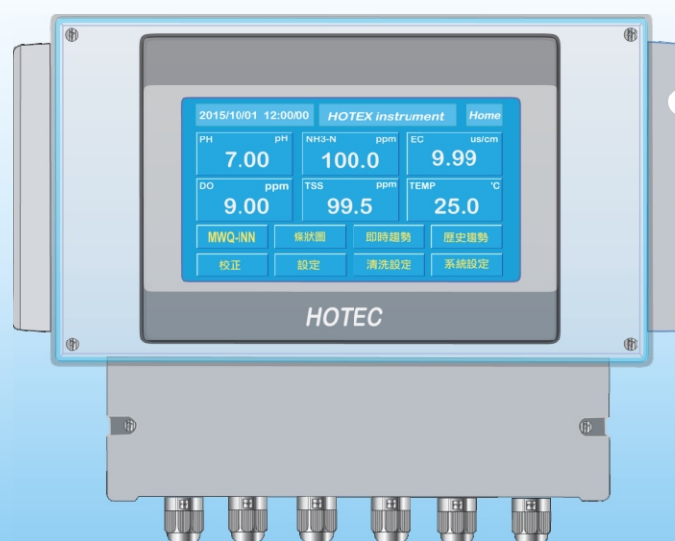 2015/10/01 12:00/00 HOTEX instrument Home
PH pH NH3-N ppm EC us/cm
7.00 100.0 9.99
DO ppm TSS ppm TEMP °C
9.00 99.5 25.0
MWQ-INN 條狀圖 即時趨勢 歷史趨勢
校正 設定 清洗設定 系統設定
HOTEC